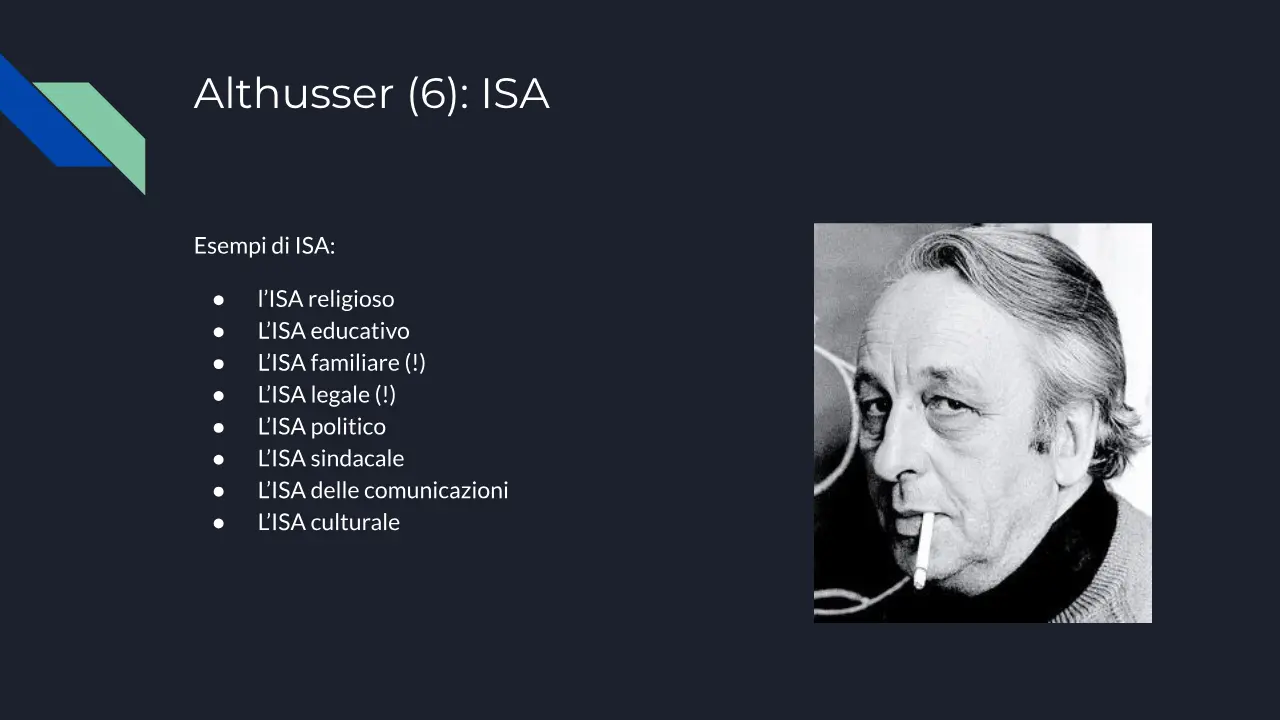 Althusser (6): ISA
Esempi di ISA:
● l’ISA religioso
● L’ISA educativo
● L’ISA familiare (!)
● L’ISA legale (!)
● L’ISA politico
● L’ISA sindacale
● L’ISA delle comunicazioni
● L’ISA culturale